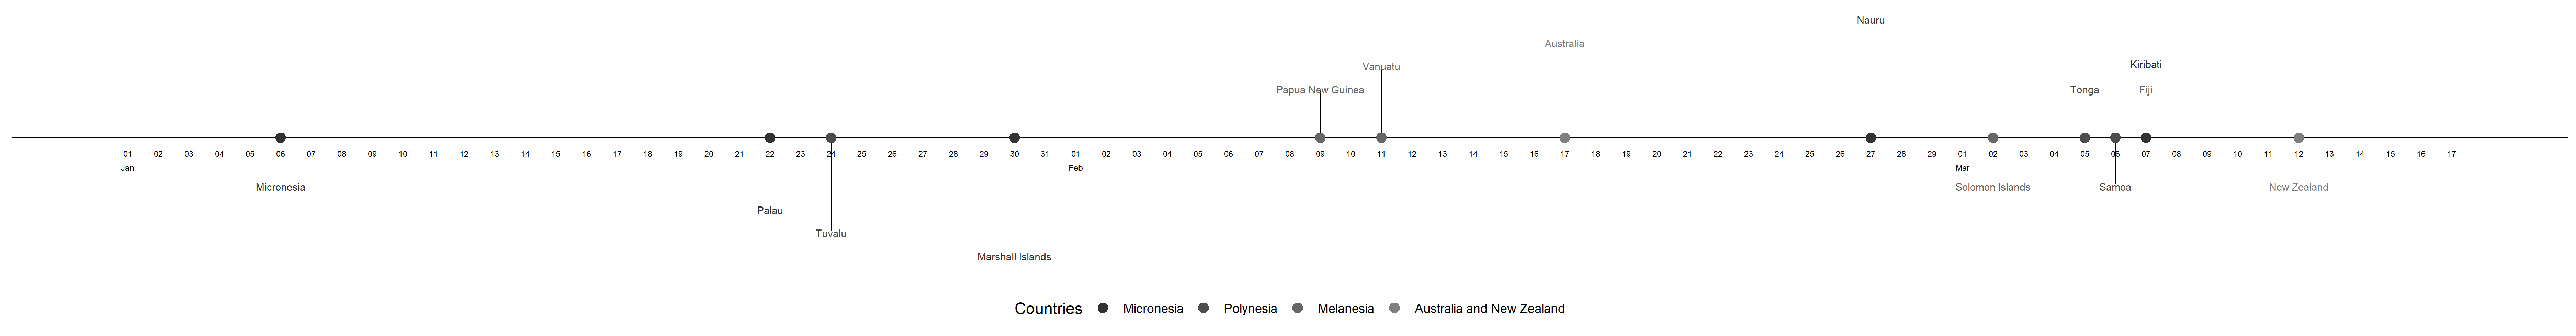 Nauru
Australia
Kiribati
Vanuatu
Papua New Guinea Tonga Fiji
01 02 03 04 05 06 07 08 09 10 11 12 13 14 15 16 17 18 19 20 21 22 23 24 25 26 27 28 29 30 31 01 02 03 04 05 06 07 08 09 10 11 12 13 14 15 16 17 18 19 20 21 22 23 24 25 26 27 28 29 01 02 03 04 05 06 07 08 09 10 11 12 13 14 15 16 17
Jan Feb Mar
Micronesia Solomon Islands Samoa New Zealand
Palau
Tuvalu
Marshall Islands
Countries Micronesia Polynesia Melanesia Australia and New Zealand